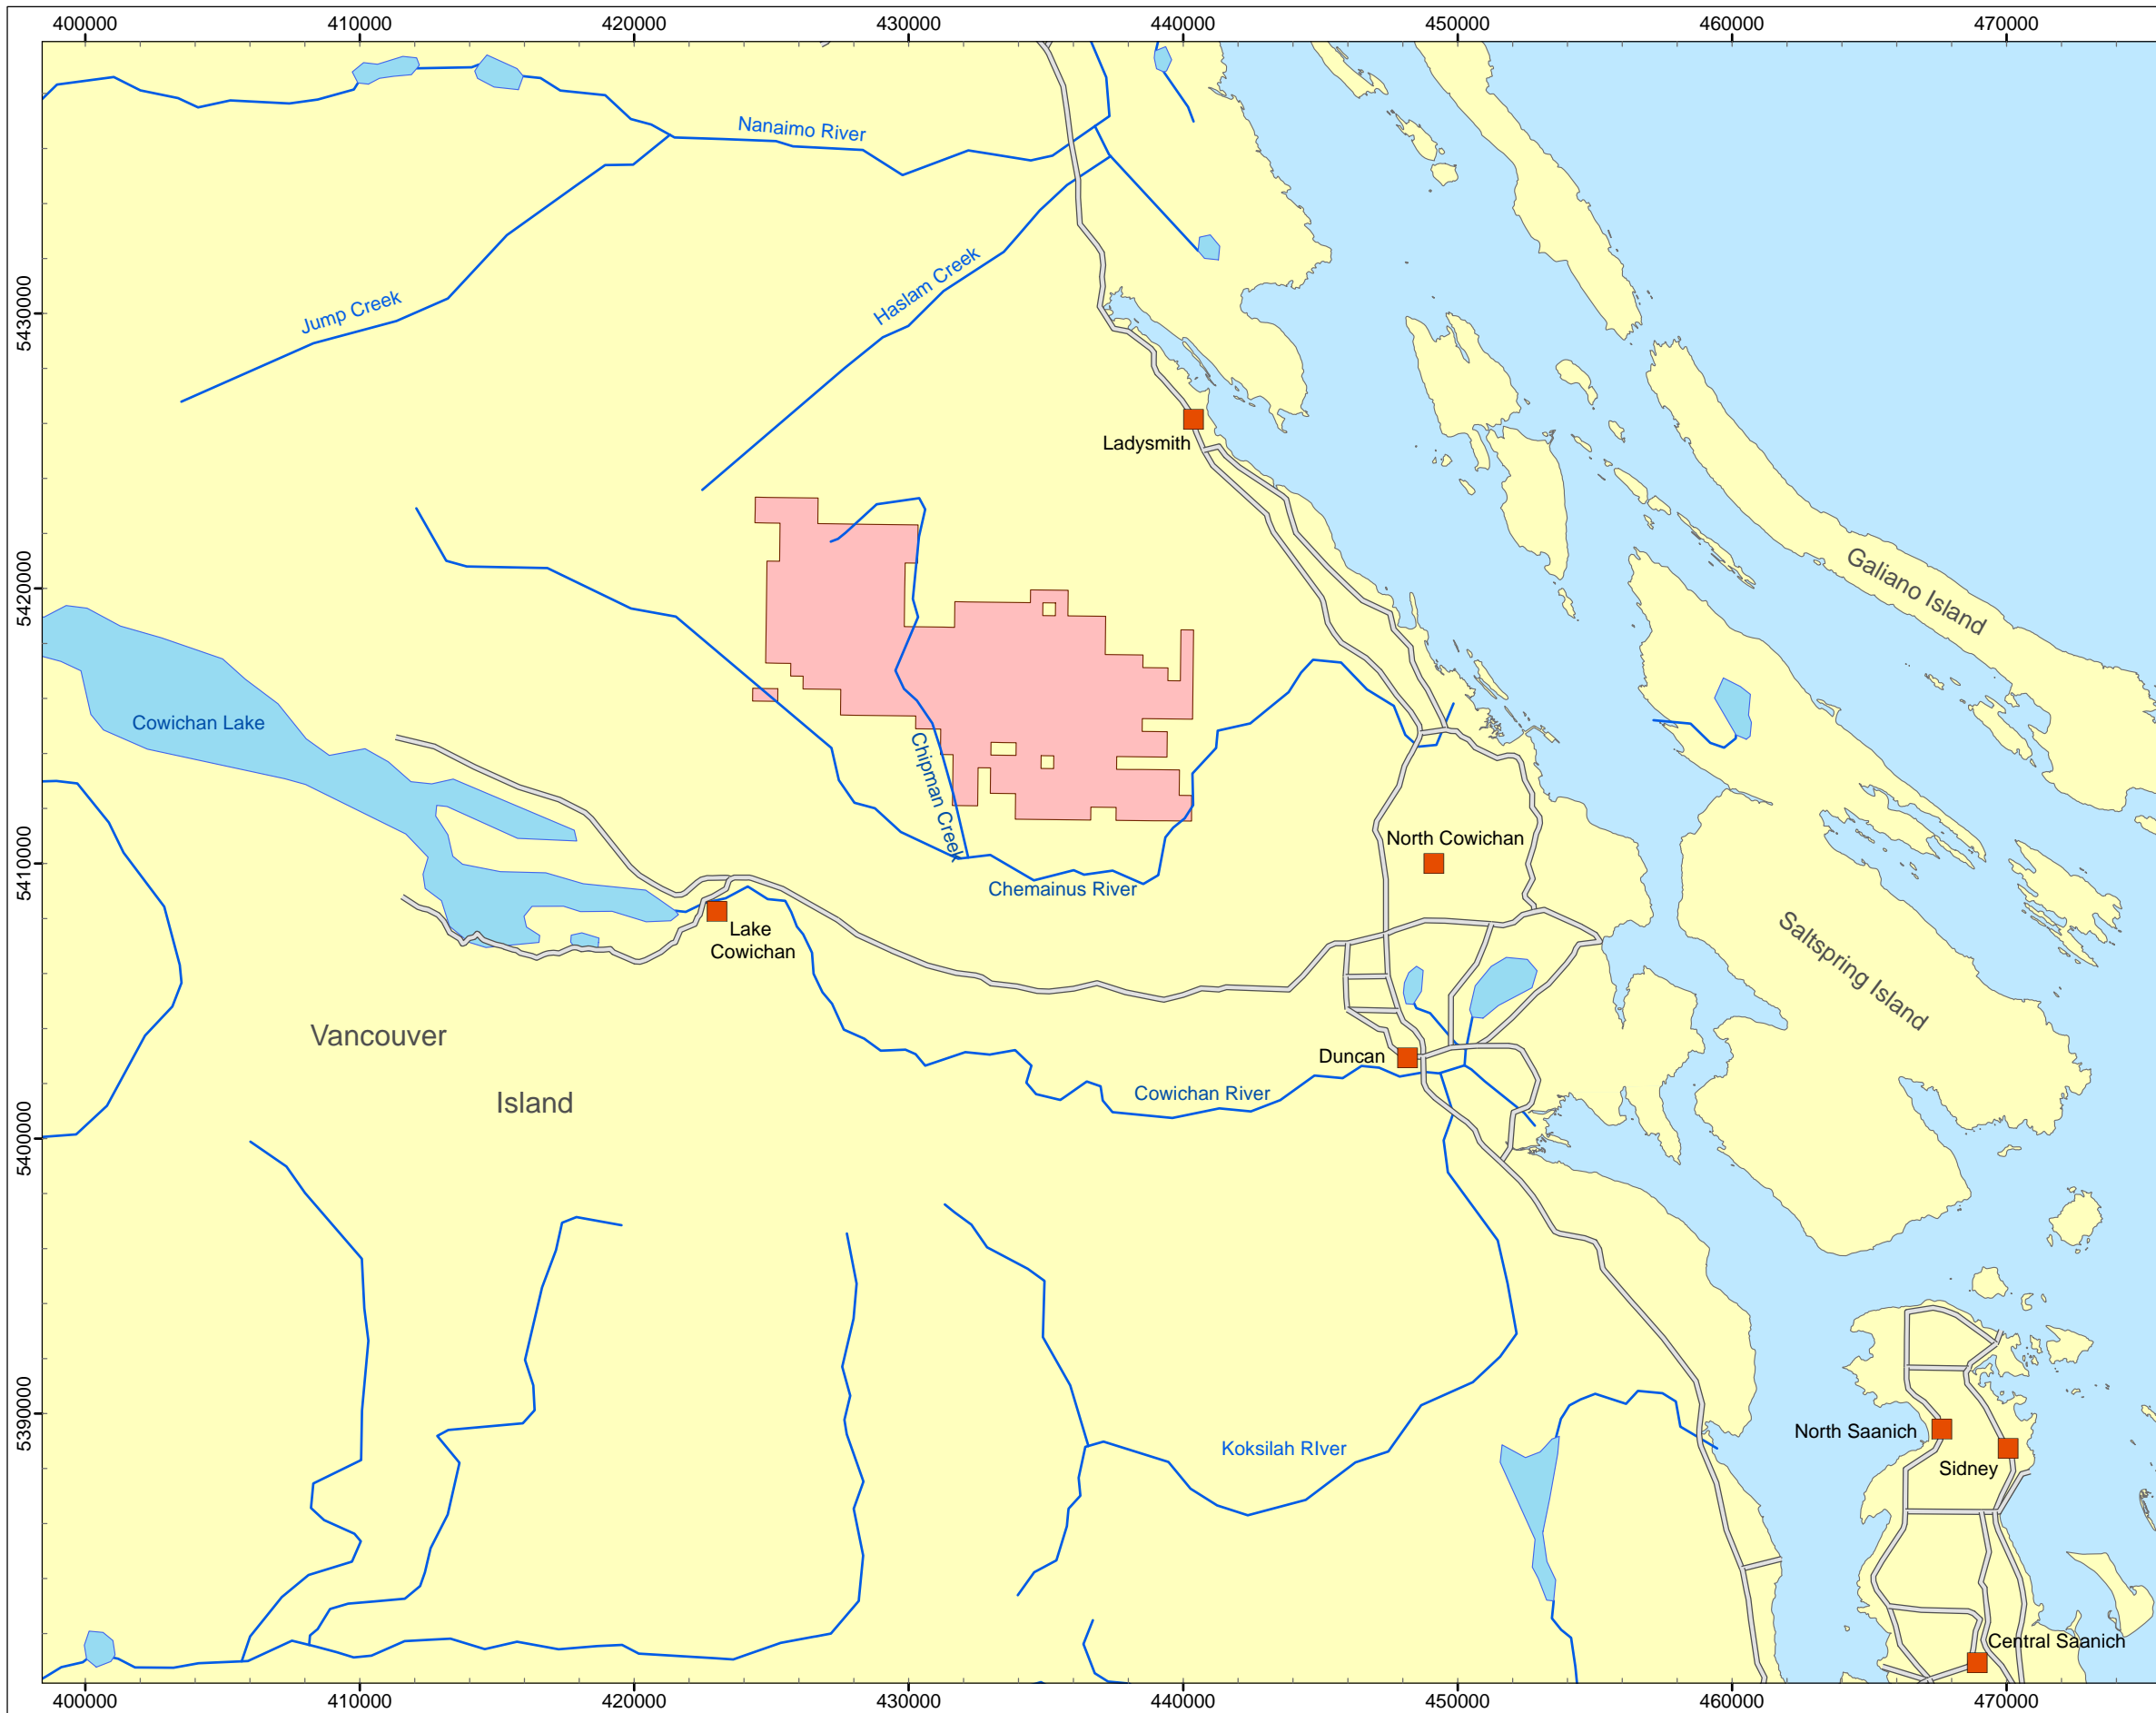 400000 410000 420000 430000 440000 450000 460000 470000
Nanaimo River
Haslam Creek
Jump Creek
5430000
Ladysmith
5420000
Galiano Island
Cowichan Lake
Chipman Creek
North Cowichan
5410000
Chemainus River
Lake
Cowichan
Saltspring Island
Vancouver
Duncan
Cowichan River
Island
5400000
5390000
North Saanich
Koksilah RIver
Sidney
Central Saanich
400000 410000 420000 430000 440000 450000 460000 470000